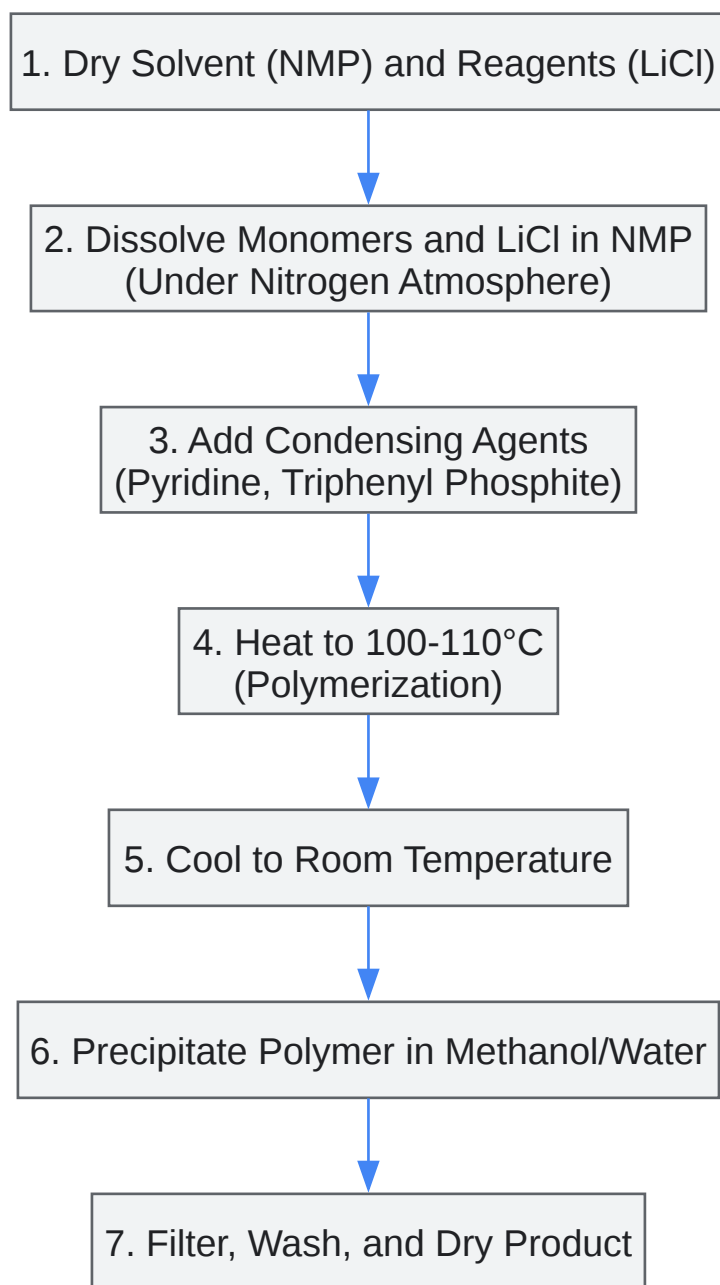 1. Dry Solvent (NMP) and Reagents (LiCl)
2. Dissolve Monomers and LiCl in NMP
(Under Nitrogen Atmosphere)
3. Add Condensing Agents
(Pyridine, Triphenyl Phosphite)
4. Heat to 100-110°C
(Polymerization)
5. Cool to Room Temperature
6. Precipitate Polymer in Methanol/Water
7. Filter, Wash, and Dry Product